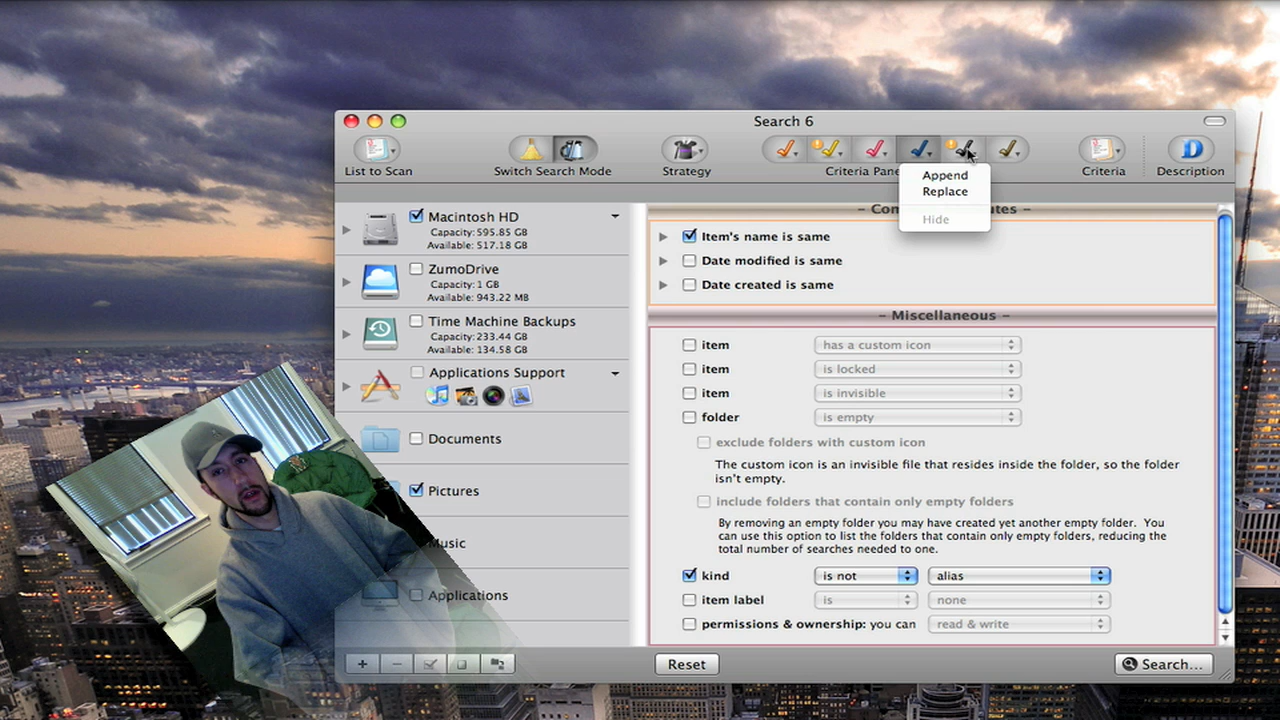 Search 6
List to Scan
Switch Search Mode
Strategy
Criteria Pane
Criteria
Description
Append
Replace
Hide
Macintosh HD
Capacity: 595.85 GB
Available: 517.18 GB
ZumoDrive
Capacity: 1 GB
Available: 943.22 MB
Time Machine Backups
Capacity: 233.44 GB
Available: 134.58 GB
Applications Support
Documents
Pictures
Music
Applications
Item's name is same
Date modified is same
Date created is same
– Miscellaneous –
item has a custom icon
item is locked
item is invisible
folder is empty
exclude folders with custom icon
The custom icon is an invisible file that resides inside the folder, so the folder
isn't empty.
include folders that contain only empty folders
By removing an empty folder you may have created yet another empty folder. You
can use this option to list the folders that contain only empty folders, reducing the
total number of searches needed to one.
kind is not alias
item label is none
permissions & ownership: you can read & write
Reset
Search...